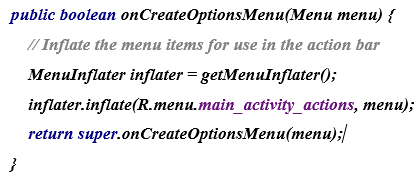 public boolean onCreateOptionsMenu(Menu menu) {
// Inflate the menu items for use in the action bar
MenuInflater inflater = getMenuInflater();
inflater.inflate(R.menu.main_activity_actions, menu);
return super.onCreateOptionsMenu(menu);
}